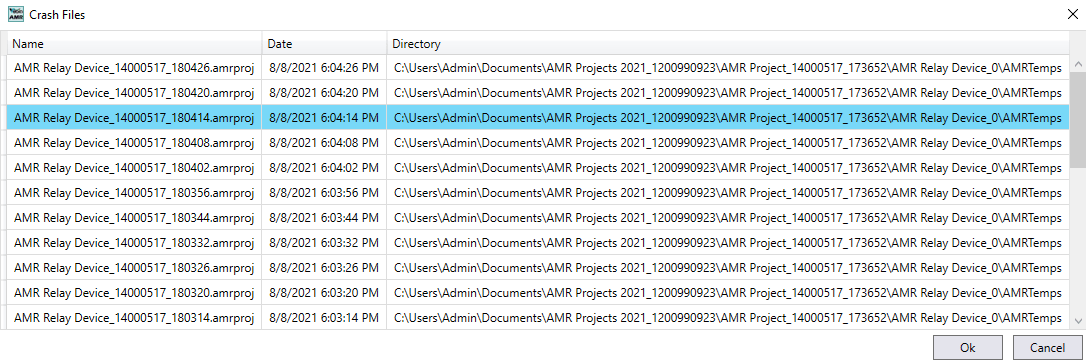 Crash Files
Name Date Directory
AMR Relay Device_14000517_180426.amrproj 8/8/2021 6:04:26 PM C:\Users\Admin\Documents\AMR Projects 2021_1200990923\AMR Project_14000517_173652\AMR Relay Device_0\AMRTemps
AMR Relay Device_14000517_180420.amrproj 8/8/2021 6:04:20 PM C:\Users\Admin\Documents\AMR Projects 2021_1200990923\AMR Project_14000517_173652\AMR Relay Device_0\AMRTemps
AMR Relay Device_14000517_180414.amrproj 8/8/2021 6:04:14 PM C:\Users\Admin\Documents\AMR Projects 2021_1200990923\AMR Project_14000517_173652\AMR Relay Device_0\AMRTemps
AMR Relay Device_14000517_180408.amrproj 8/8/2021 6:04:08 PM C:\Users\Admin\Documents\AMR Projects 2021_1200990923\AMR Project_14000517_173652\AMR Relay Device_0\AMRTemps
AMR Relay Device_14000517_180402.amrproj 8/8/2021 6:04:02 PM C:\Users\Admin\Documents\AMR Projects 2021_1200990923\AMR Project_14000517_173652\AMR Relay Device_0\AMRTemps
AMR Relay Device_14000517_180356.amrproj 8/8/2021 6:03:56 PM C:\Users\Admin\Documents\AMR Projects 2021_1200990923\AMR Project_14000517_173652\AMR Relay Device_0\AMRTemps
AMR Relay Device_14000517_180344.amrproj 8/8/2021 6:03:44 PM C:\Users\Admin\Documents\AMR Projects 2021_1200990923\AMR Project_14000517_173652\AMR Relay Device_0\AMRTemps
AMR Relay Device_14000517_180332.amrproj 8/8/2021 6:03:32 PM C:\Users\Admin\Documents\AMR Projects 2021_1200990923\AMR Project_14000517_173652\AMR Relay Device_0\AMRTemps
AMR Relay Device_14000517_180326.amrproj 8/8/2021 6:03:26 PM C:\Users\Admin\Documents\AMR Projects 2021_1200990923\AMR Project_14000517_173652\AMR Relay Device_0\AMRTemps
AMR Relay Device_14000517_180320.amrproj 8/8/2021 6:03:20 PM C:\Users\Admin\Documents\AMR Projects 2021_1200990923\AMR Project_14000517_173652\AMR Relay Device_0\AMRTemps
AMR Relay Device_14000517_180314.amrproj 8/8/2021 6:03:14 PM C:\Users\Admin\Documents\AMR Projects 2021_1200990923\AMR Project_14000517_173652\AMR Relay Device_0\AMRTemps
Ok Cancel